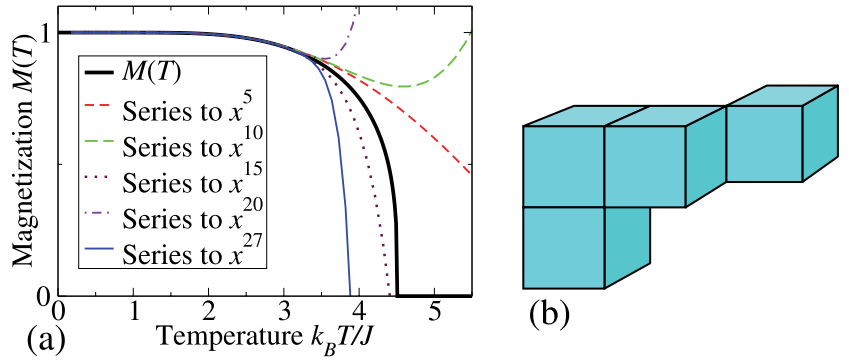 Magnetization M(T)
1
0
M(T)
Series to x^5
Series to x^10
Series to x^15
Series to x^20
Series to x^27
0 1 2 3 4 5
Temperature k_BT/J
(a)
(b)